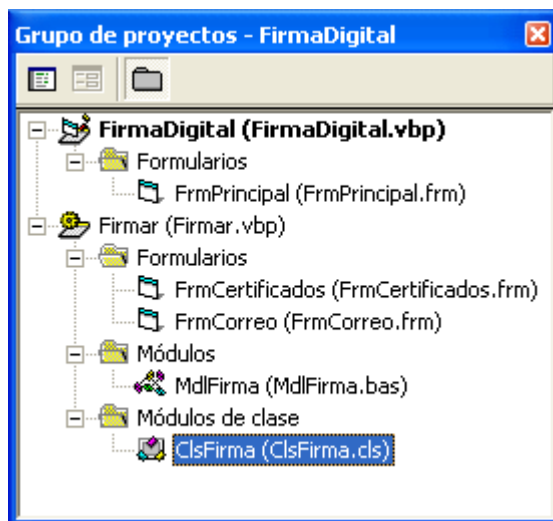 Grupo de proyectos - FirmaDigital
FirmaDigital (FirmaDigital.vbp)
Formularios
FrmPrincipal (FrmPrincipal.frm)
Firmar (Firmar.vbp)
Formularios
FrmCertificados (FrmCertificados.frm)
FrmCorreo (FrmCorreo.frm)
Módulos
MdlFirma (MdlFirma.bas)
Módulos de clase
ClsFirma (ClsFirma.cls)